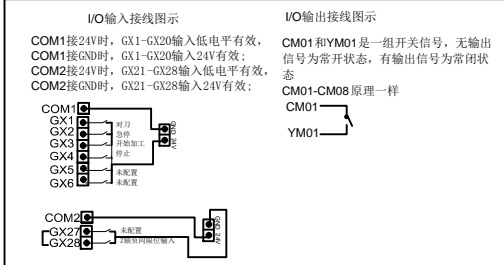 I/O输入接线图示
COM1接24V时，GX1-GX20输入低电平有效，
COM1接GND时，GX1-GX20输入24V有效；
COM2接24V时，GX21-GX28输入低电平有效，
COM2接GND时，GX21-GX28输入24V有效；
COM1
GX1 对刀
GX2 急停
GX3 开始加工
GX4 停止
GX5 未配置
GX6 未配置
GND 24V
COM2
GX27 未配置
GX28 Z轴负向限位输入
GND 24V
I/O输出接线图示
CM01和YM01是一组开关信号，无输出
信号为常开状态，有输出信号为常闭状
态
CM01-CM08原理一样
CM01
YM01